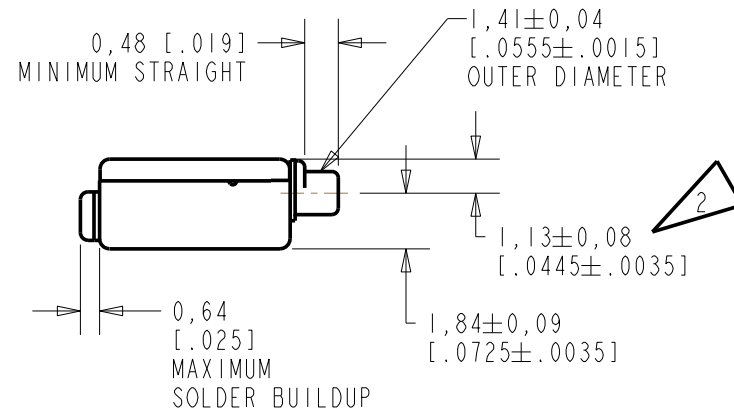 0,48 [.019]
MINIMUM STRAIGHT
1,41±0,04
[.0555±.0015]
OUTER DIAMETER
2
1,13±0,08
[.0445±.0035]
1,84±0,09
[.0725±.0035]
0,64
[.025]
MAXIMUM
SOLDER BUILDUP